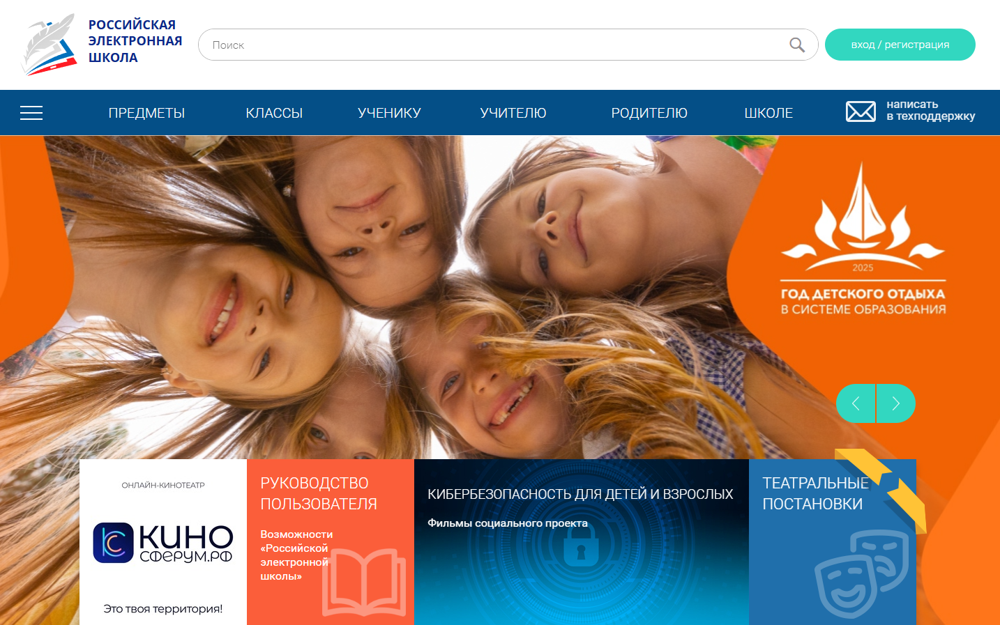 РОССИЙСКАЯ
ЭЛЕКТРОННАЯ
ШКОЛА
Поиск
вход / регистрация
ПРЕДМЕТЫ
КЛАССЫ
УЧЕНИКУ
УЧИТЕЛЮ
РОДИТЕЛЮ
ШКОЛЕ
написать
в техподдержку
2025
ГОД ДЕТСКОГО ОТДЫХА
В СИСТЕМЕ ОБРАЗОВАНИЯ
ОНЛАЙН-КИНОТЕАТР
КИНО
СФЕРУМ.РФ
Это твоя территория!
РУКОВОДСТВО
ПОЛЬЗОВАТЕЛЯ
Возможности
«Российской
электронной
школы»
КИБЕРБЕЗОПАСНОСТЬ ДЛЯ ДЕТЕЙ И ВЗРОСЛЫХ
Фильмы социального проекта
ТЕАТРАЛЬНЫЕ
ПОСТАНОВКИ